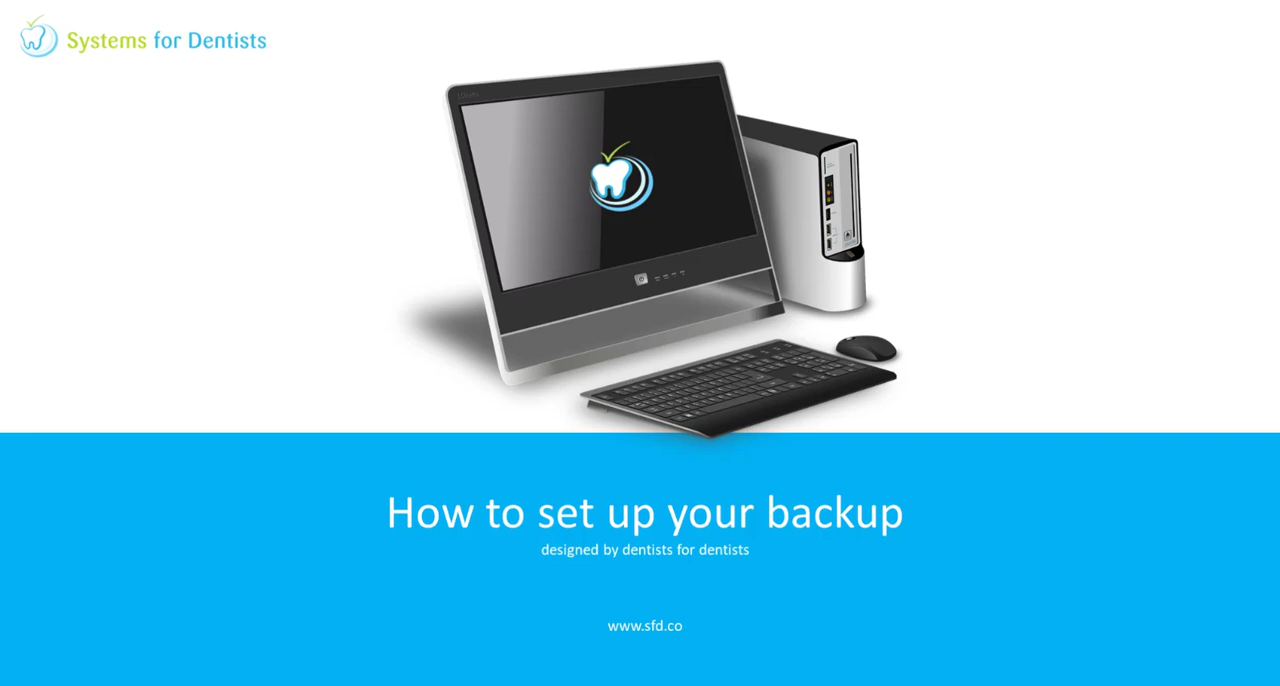 Systems for Dentists
How to set up your backup
designed by dentists for dentists
www.sfd.co